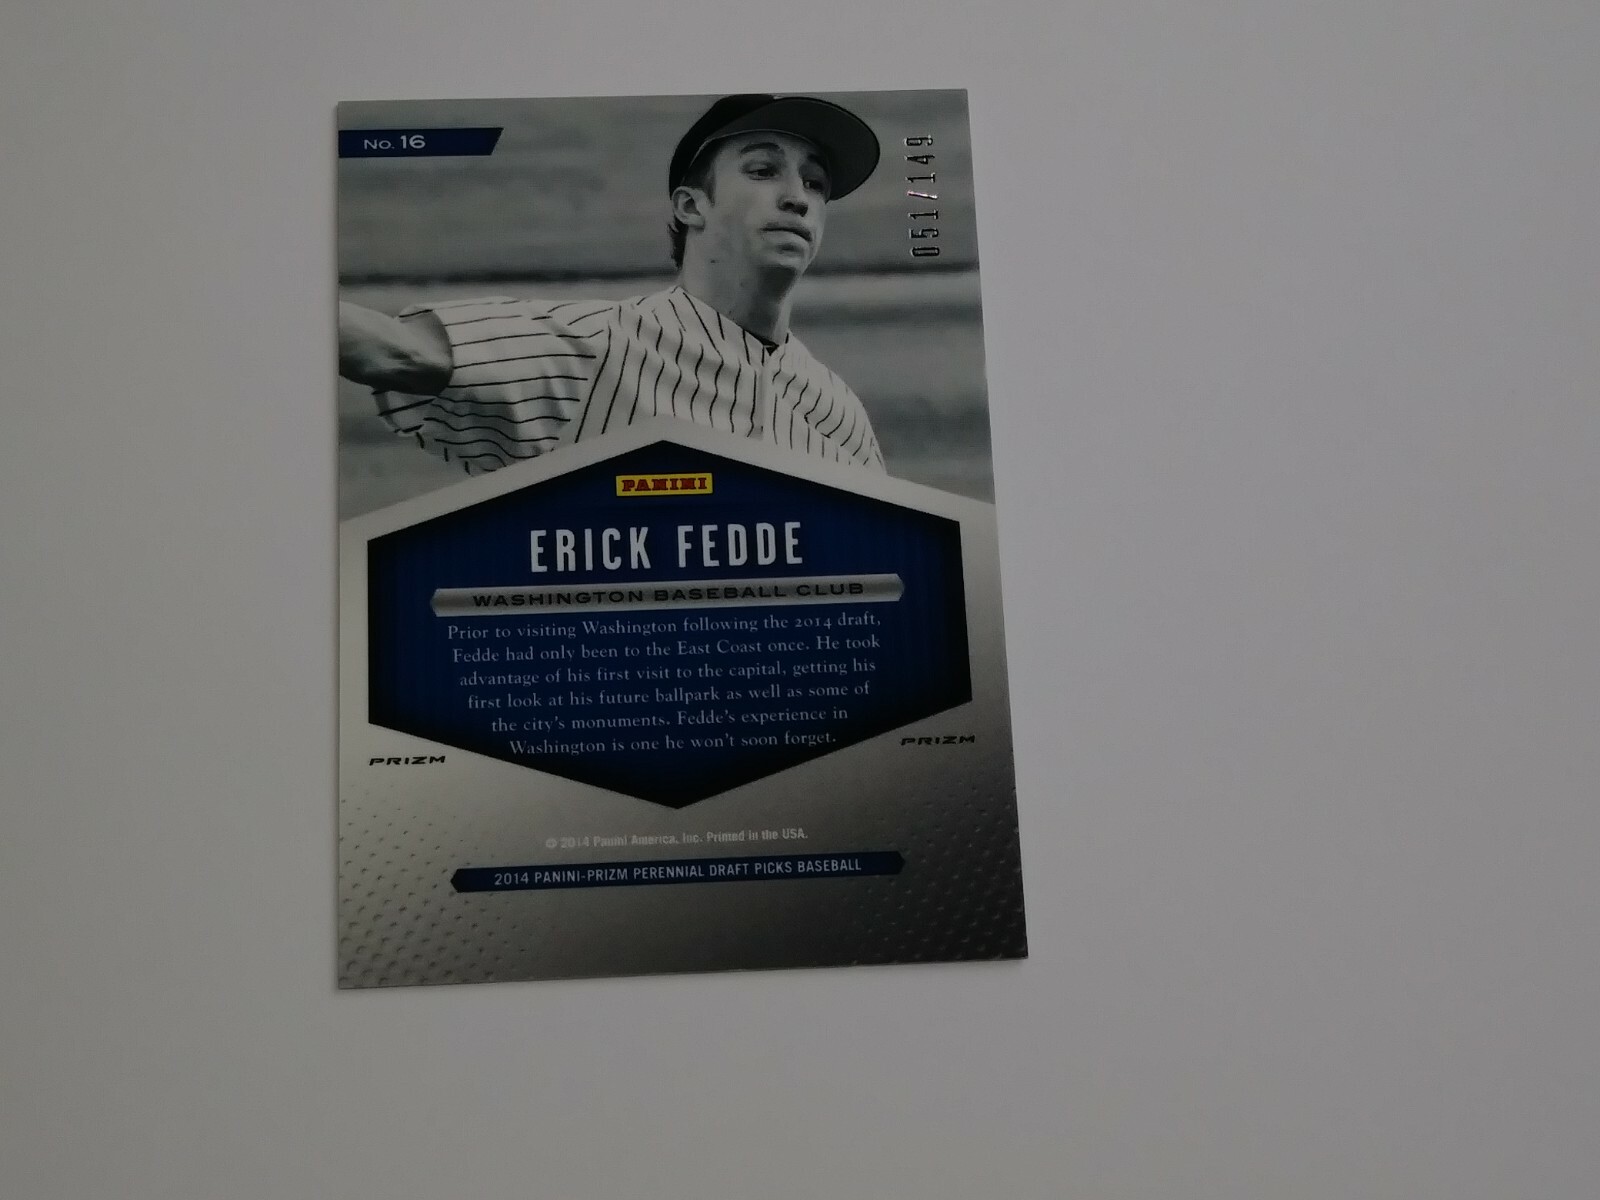 No. 16
051/149
PANINI
ERICK FEDDE
WASHINGTON BASEBALL CLUB
Prior to visiting Washington following the 2014 draft,
Fedde had only been to the East Coast once. He took
advantage of his first visit to the capital, getting his
first look at his future ballpark as well as some of
the city's monuments. Fedde's experience in
Washington is one he won't soon forget.
PRIZM
PRIZM
© 2014 Panini America, Inc. Printed in the USA.
2014 PANINI-PRIZM PERENNIAL DRAFT PICKS BASEBALL